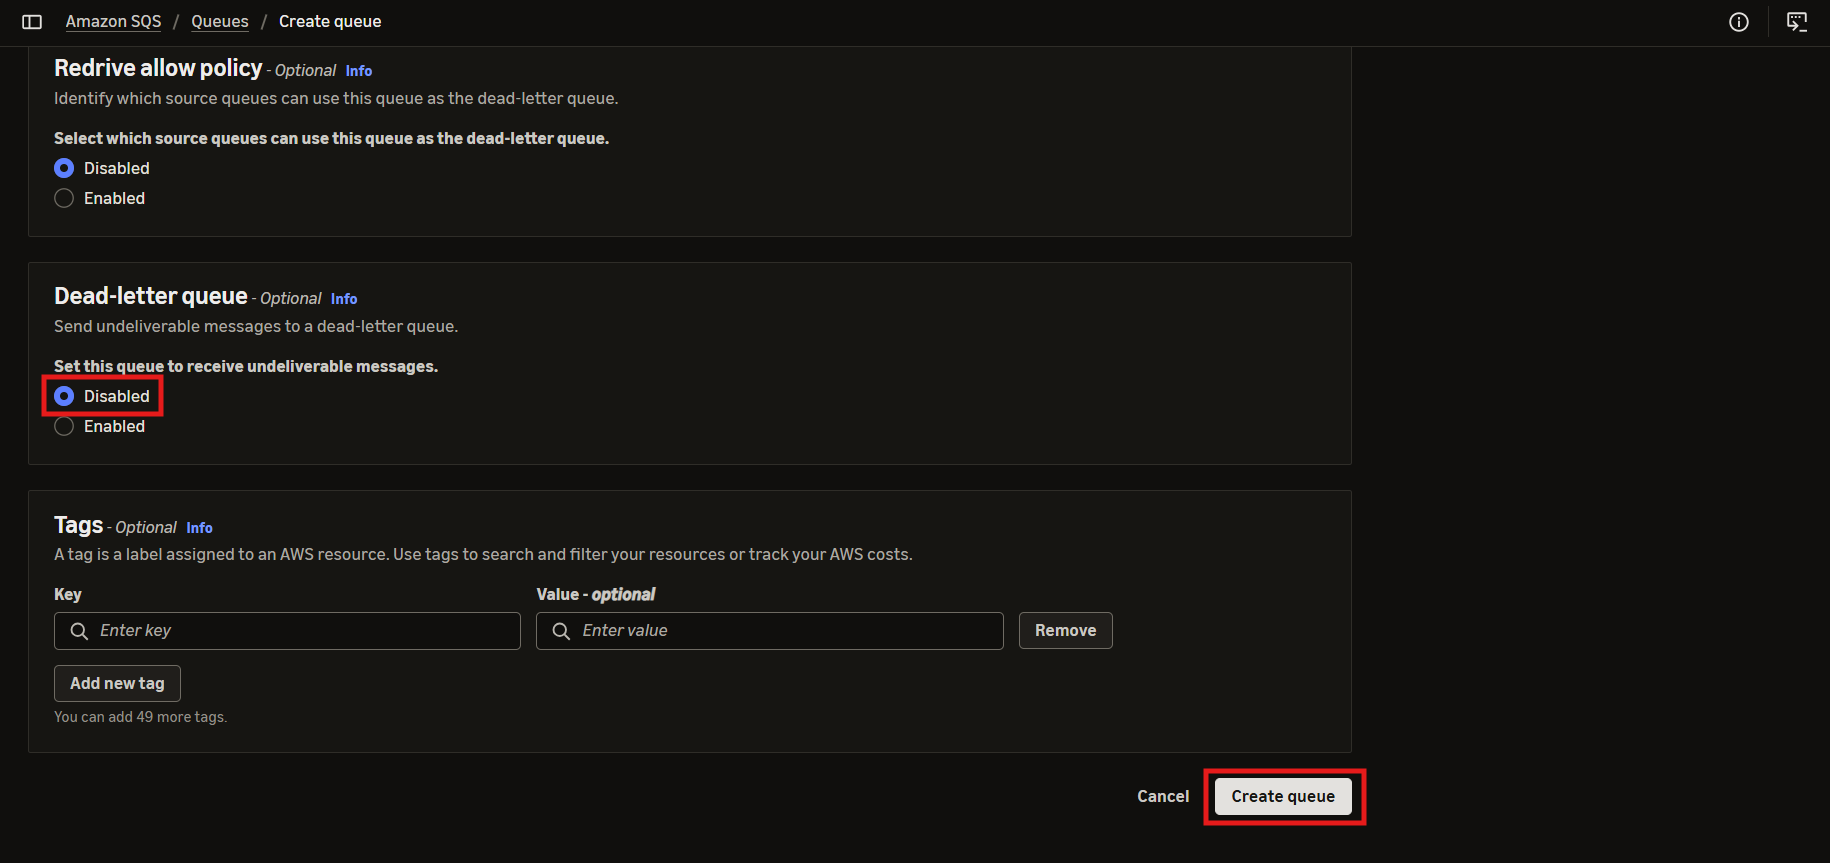 Amazon SQS / Queues / Create queue
Redrive allow policy - Optional Info
Identify which source queues can use this queue as the dead-letter queue.
Select which source queues can use this queue as the dead-letter queue.
Disabled
Enabled
Dead-letter queue - Optional Info
Send undeliverable messages to a dead-letter queue.
Set this queue to receive undeliverable messages.
Disabled
Enabled
Tags - Optional Info
A tag is a label assigned to an AWS resource. Use tags to search and filter your resources or track your AWS costs.
Key Value - optional
Enter key Enter value Remove
Add new tag
You can add 49 more tags.
Cancel Create queue